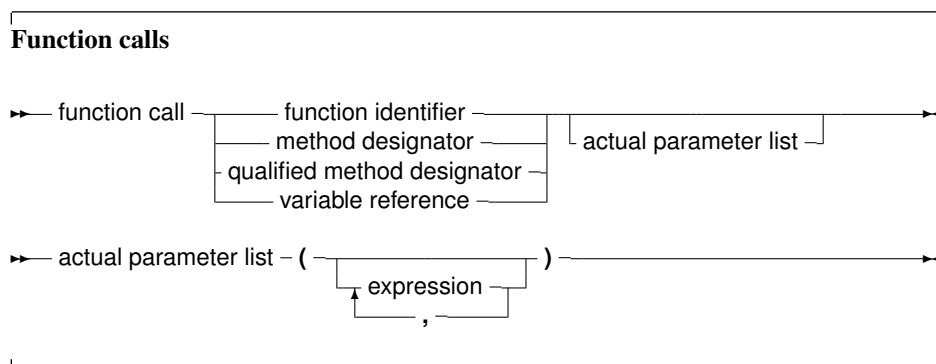 Function calls
function call function identifier
method designator actual parameter list
qualified method designator
variable reference
actual parameter list ( )
expression
,